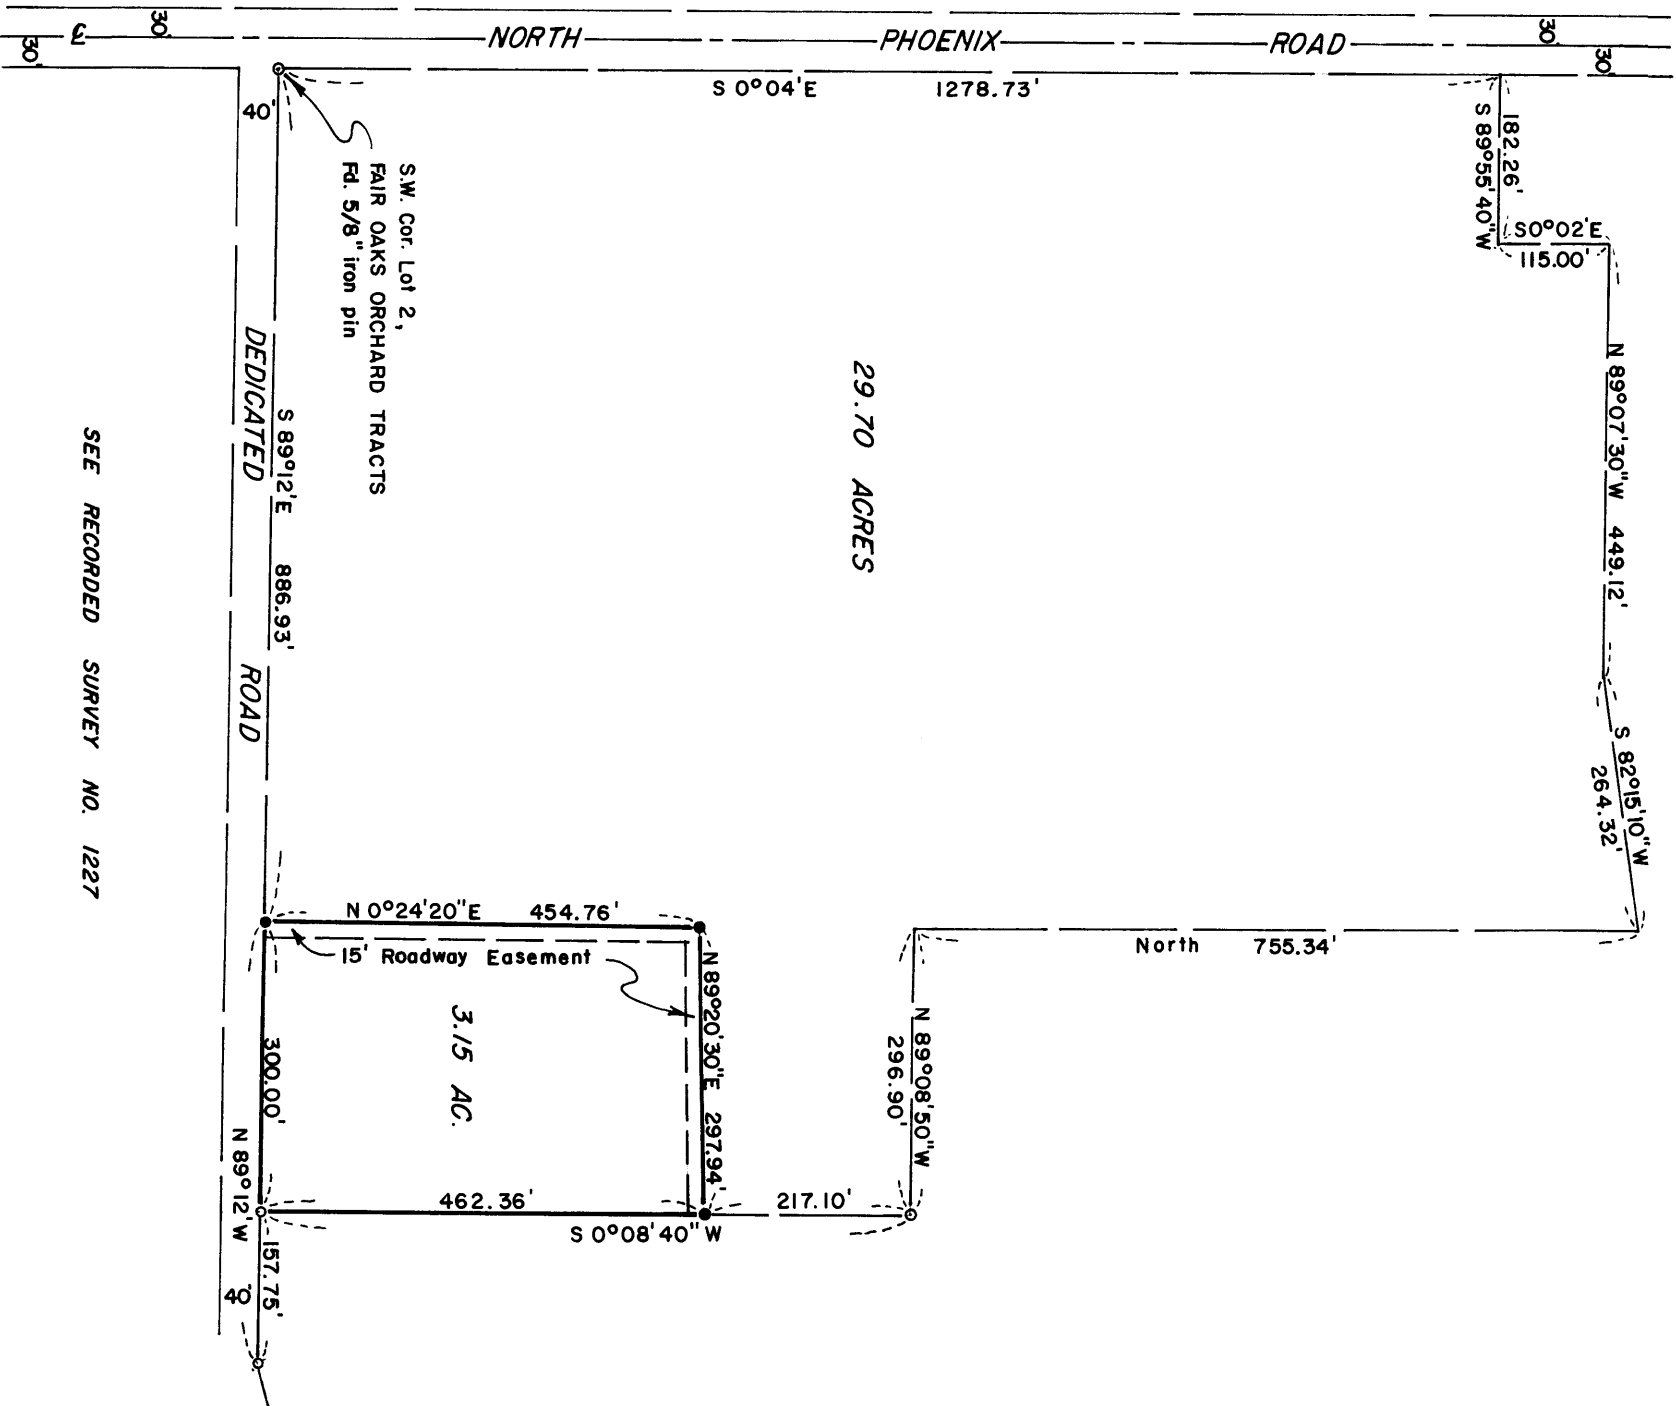 30'
30'
℄
NORTH PHOENIX ROAD
30'
30'
S 0°04'E 1278.73'
40'
S.W. Cor. Lot 2,
FAIR OAKS ORCHARD TRACTS
Fd. 5/8" iron pin
182.26'
S 89°55'40"W
S0°02'E
115.00'
N 89°07'30"W 449.12'
S 82°15'10"W
264.32'
29.70 ACRES
DEDICATED ROAD
S 89°12'E 886.93'
SEE RECORDED SURVEY NO. 1227
N 0°24'20"E 454.76'
15' Roadway Easement
N 89°20'30"E 297.94'
3.15 AC.
North 755.34'
N 89°08'50"W
296.90'
300.00'
N 89°12'W
462.36'
217.10'
S 0°08'40"W
157.75'
40'